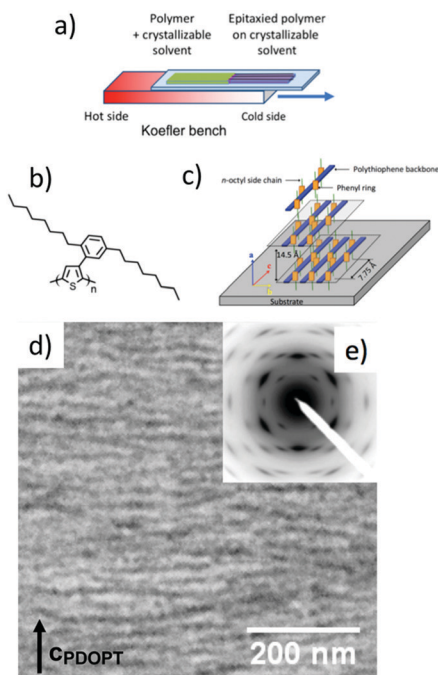 a)
Polymer
+ crystallizable
solvent
Epitaxied polymer
on crystallizable
solvent
Hot side
Cold side
Koefler bench
b)
S
n
c)
n-octyl side chain
Polythiophene backbone
Phenyl ring
14.5 Å
7.75 Å
a
c
b
Substrate
d)
e)
cPDOPT
200 nm